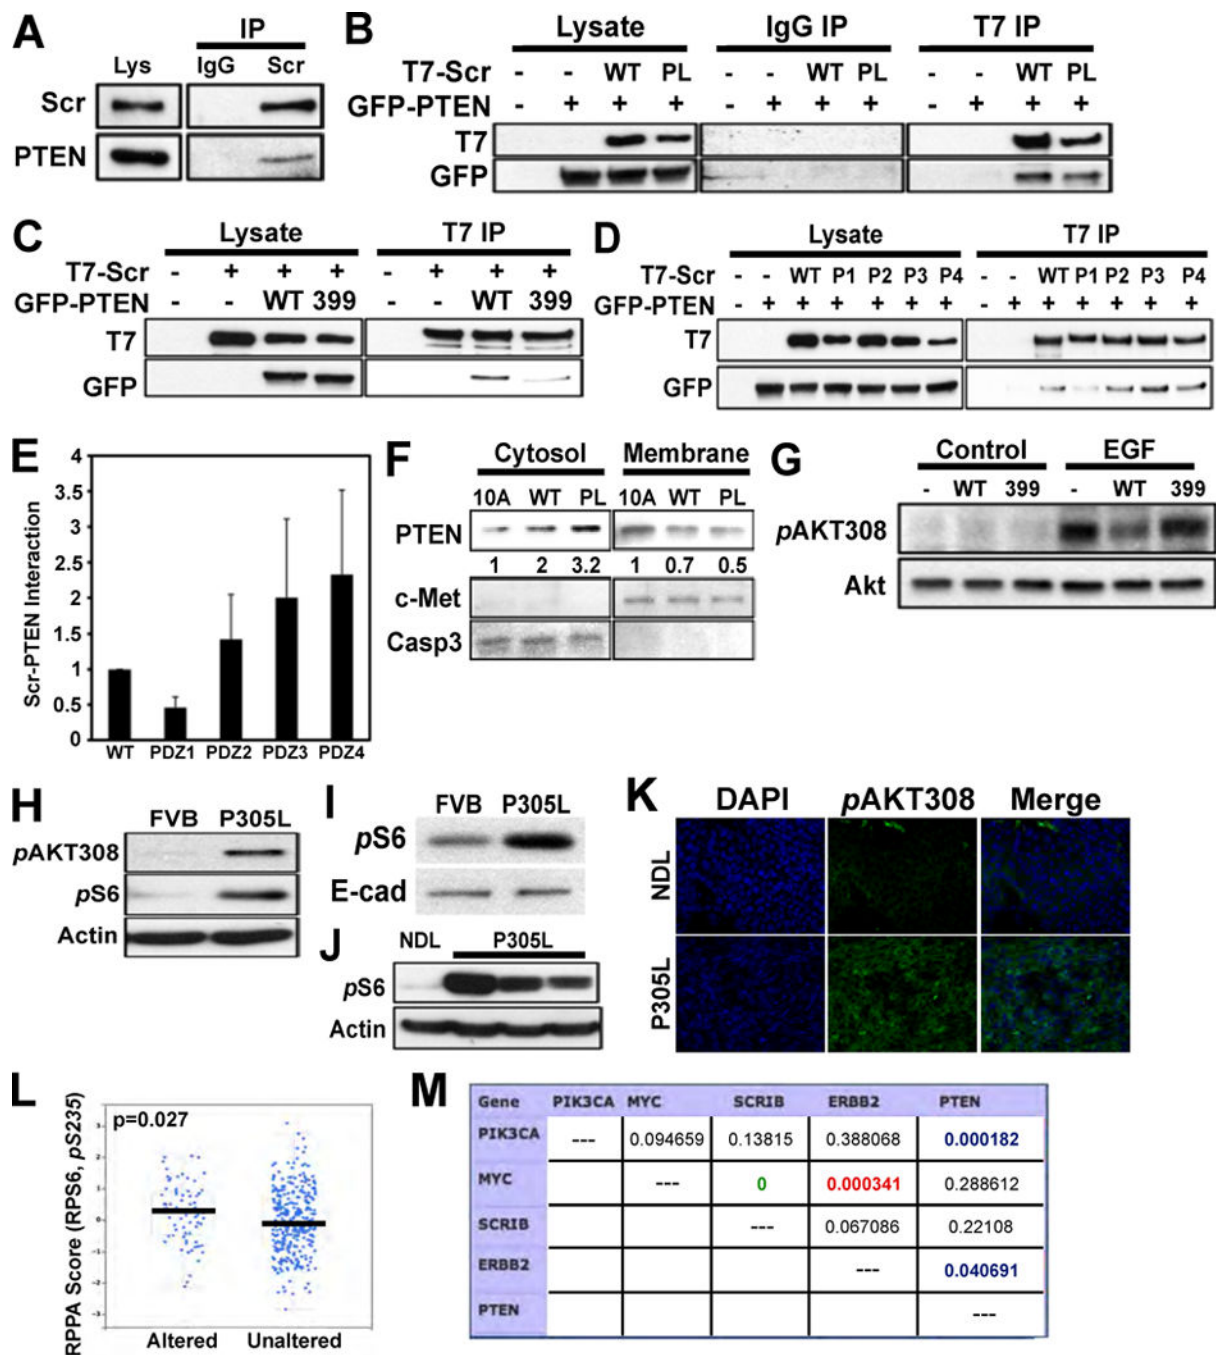 A
IP
Lys IgG Scr
Scr
PTEN
B
Lysate IgG IP T7 IP
T7-Scr - - WT PL - - WT PL - - WT PL
GFP-PTEN - + + + - + + + - + + +
T7
GFP
C
Lysate T7 IP
T7-Scr - + + + - + + +
GFP-PTEN - - WT 399 - - WT 399
T7
GFP
D
Lysate T7 IP
T7-Scr - - WT P1 P2 P3 P4 - - WT P1 P2 P3 P4
GFP-PTEN - + + + + + + - + + + + + +
T7
GFP
E
Scr-PTEN Interaction
4
3.5
3
2.5
2
1.5
1
0.5
0
WT PDZ1 PDZ2 PDZ3 PDZ4
F
Cytosol Membrane
10A WT PL 10A WT PL
PTEN
1 2 3.2 1 0.7 0.5
c-Met
Casp3
G
Control EGF
- WT 399 - WT 399
pAKT308
Akt
H
FVB P305L
pAKT308
pS6
Actin
I
FVB P305L
pS6
E-cad
J
NDL P305L
pS6
Actin
K
DAPI pAKT308 Merge
NDL
P305L
L
p=0.027
RPPA Score (RPS6, pS235)
3
2
1
0
-1
-2
-3
Altered Unaltered
M
Gene PIK3CA MYC SCRIB ERBB2 PTEN
PIK3CA --- 0.094659 0.13815 0.388068 0.000182
MYC --- 0 0.000341 0.288612
SCRIB --- 0.067086 0.22108
ERBB2 --- 0.040691
PTEN ---